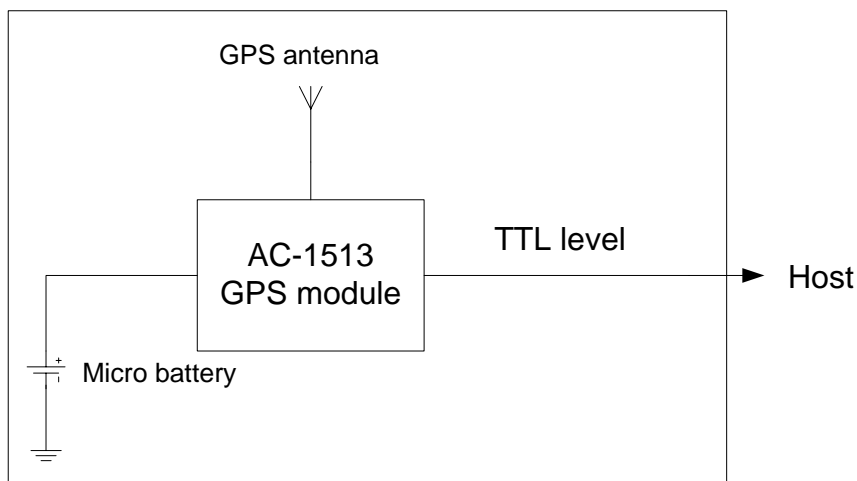 GPS antenna
AC-1513
GPS module
TTL level
Host
+
-
Micro battery